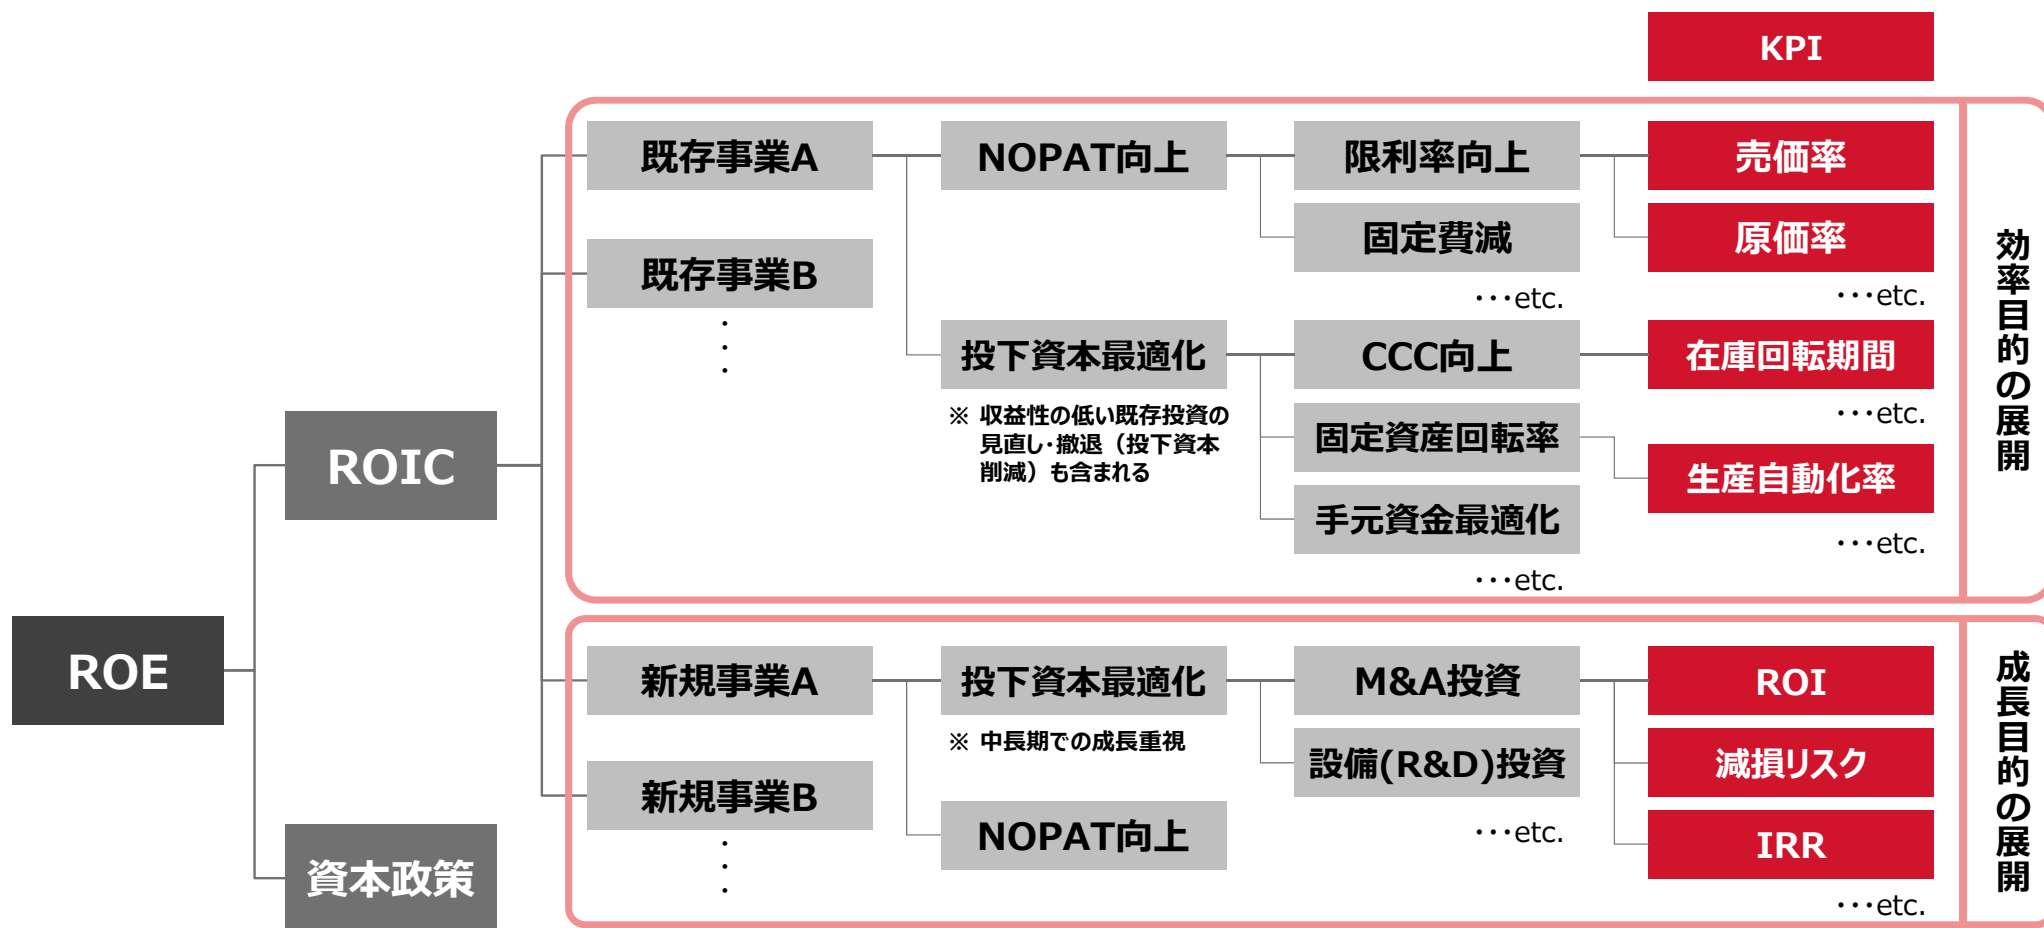 KPI
既存事業A
NOPAT向上
限利率向上
売価率
固定費減
原価率
既存事業B
・・・etc.
・・・etc.
・
・
・
投下資本最適化
CCC向上
在庫回転期間
※ 収益性の低い既存投資の
見直し・撤退（投下資本
削減）も含まれる
・・・etc.
固定資産回転率
生産自動化率
手元資金最適化
・・・etc.
・・・etc.
効率目的の展開
ROIC
ROE
資本政策
新規事業A
投下資本最適化
M&A投資
ROI
※ 中長期での成長重視
設備(R&D)投資
減損リスク
新規事業B
NOPAT向上
・・・etc.
IRR
・
・
・
・・・etc.
成長目的の展開